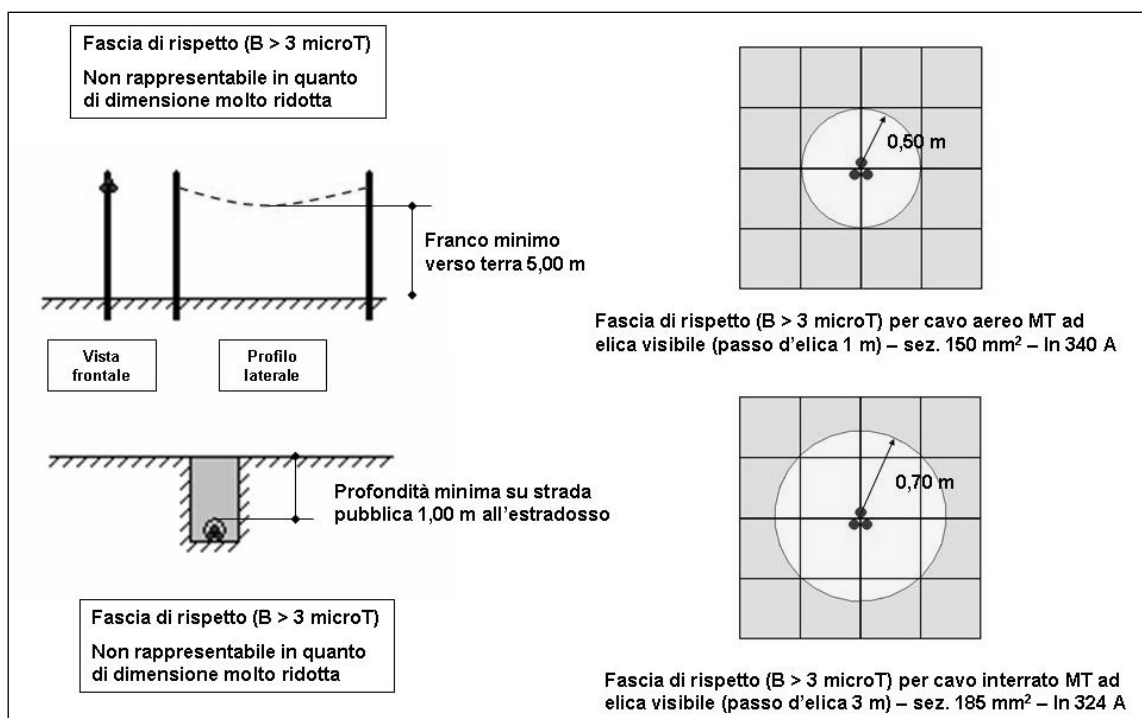 Fascia di rispetto (B > 3 microT)
Non rappresentabile in quanto
di dimensione molto ridotta
Franco minimo
verso terra 5,00 m
Vista
frontale
Profilo
laterale
Profondità minima su strada
pubblica 1,00 m all'estradosso
Fascia di rispetto (B > 3 microT)
Non rappresentabile in quanto
di dimensione molto ridotta
0,50 m
Fascia di rispetto (B > 3 microT) per cavo aereo MT ad
elica visibile (passo d'elica 1 m) – sez. 150 mm² – In 340 A
0,70 m
Fascia di rispetto (B > 3 microT) per cavo interrato MT ad
elica visibile (passo d'elica 3 m) – sez. 185 mm² – In 324 A